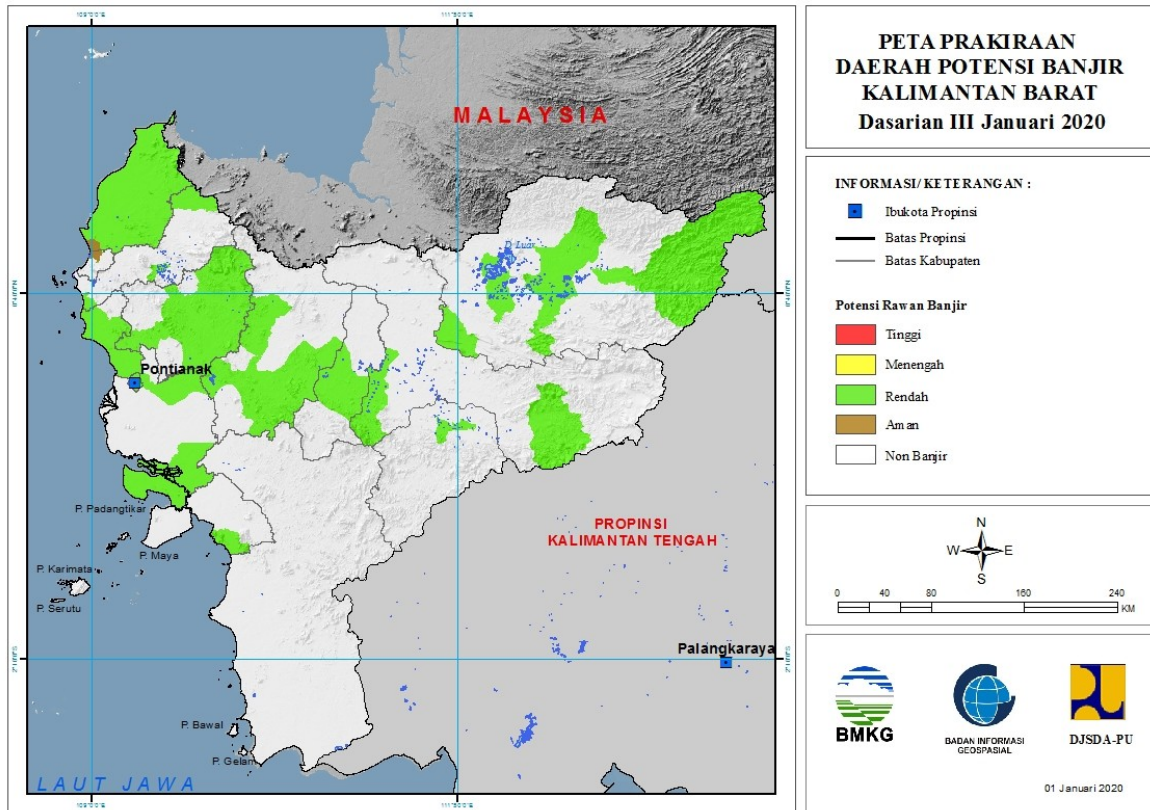 PETA PRAKIRAAN
DAERAH POTENSI BANJIR
KALIMANTAN BARAT
Dasarian III Januari 2020
INFORMASI/ KETERANGAN :
Ibukota Propinsi
Batas Propinsi
Batas Kabupaten
Potensi Rawan Banjir
Tinggi
Menengah
Rendah
Aman
Non Banjir
N
W E
S
0 40 80 160 240
KM
BMKG
BADAN INFORMASI
GEOSPASIAL
DJSDA-PU
01 Januari 2020
MALAYSIA
D. Luar
Pontianak
P. Padangtikar
P. Maya
P. Karimata
P. Serutu
PROPINSI
KALIMANTAN TENGAH
Palangkaraya
P. Bawal
P. Gelam
LAUT JAWA